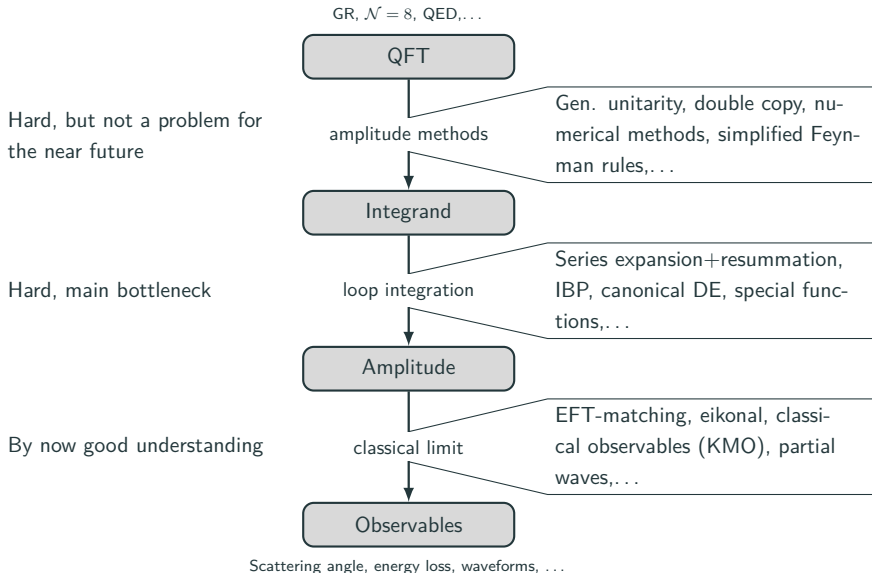 GR, 𝒩 = 8, QED,...
QFT
Hard, but not a problem for
the near future
amplitude methods
Gen. unitarity, double copy, nu-
merical methods, simplified Feyn-
man rules,...
Integrand
Hard, main bottleneck
loop integration
Series expansion+resummation,
IBP, canonical DE, special func-
tions,...
Amplitude
By now good understanding
classical limit
EFT-matching, eikonal, classi-
cal observables (KMO), partial
waves,...
Observables
Scattering angle, energy loss, waveforms, ...